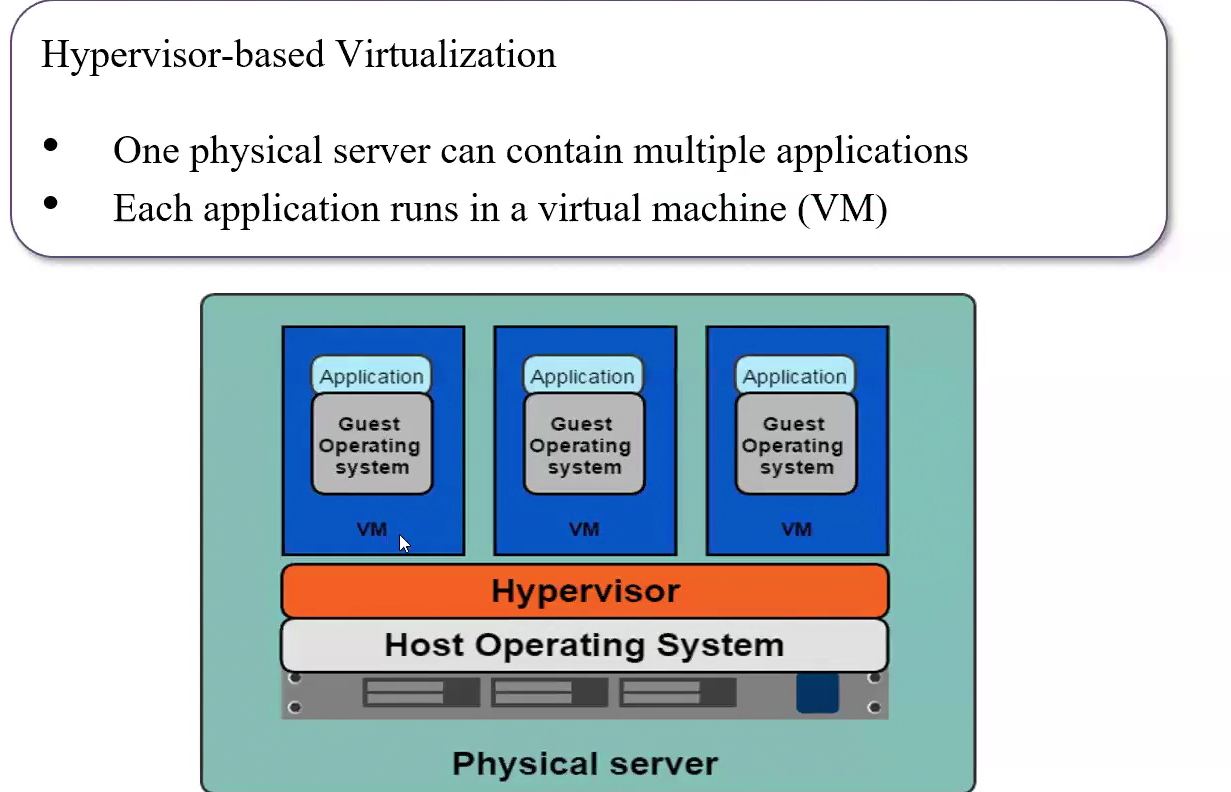 Hypervisor-based Virtualization
• One physical server can contain multiple applications
• Each application runs in a virtual machine (VM)
Application
Guest
Operating
system
VM
Application
Guest
Operating
system
VM
Application
Guest
Operating
system
VM
Hypervisor
Host Operating System
Physical server